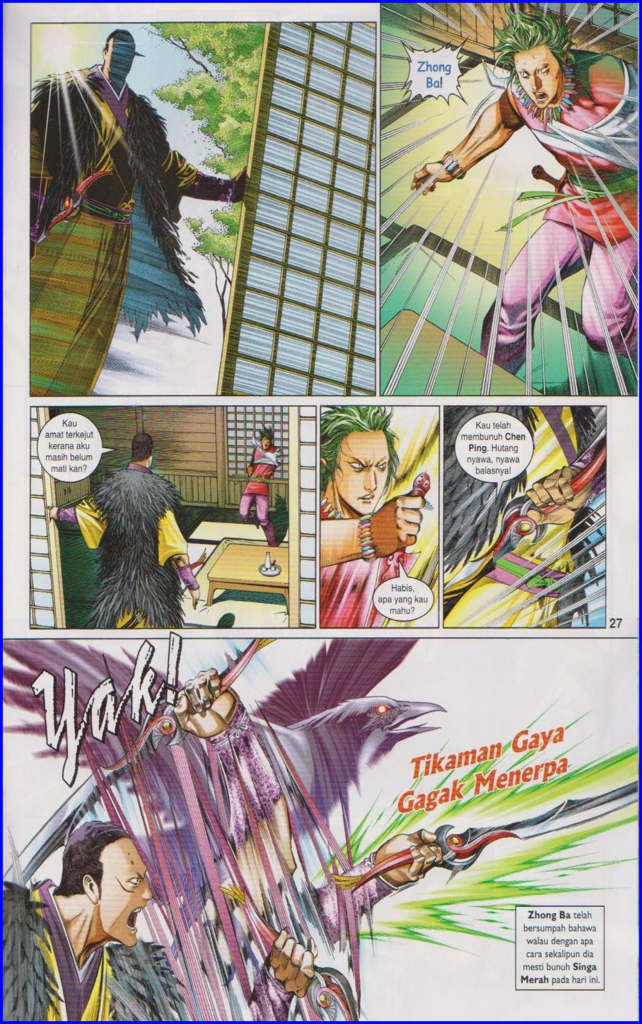 Zhong
Ba!
Kau
amat terkejut
kerana aku
masih belum
mati kan?
Habis,
apa yang kau
mahu?
Kau telah
membunuh Chen
Ping. Hutang
nyawa, nyawa
balasnya!
27
Yak!
Tikaman Gaya
Gagak Menerpa
Zhong Ba telah
bersumpah bahawa
walau dengan apa
cara sekalipun dia
mesti bunuh Singa
Merah pada hari ini.